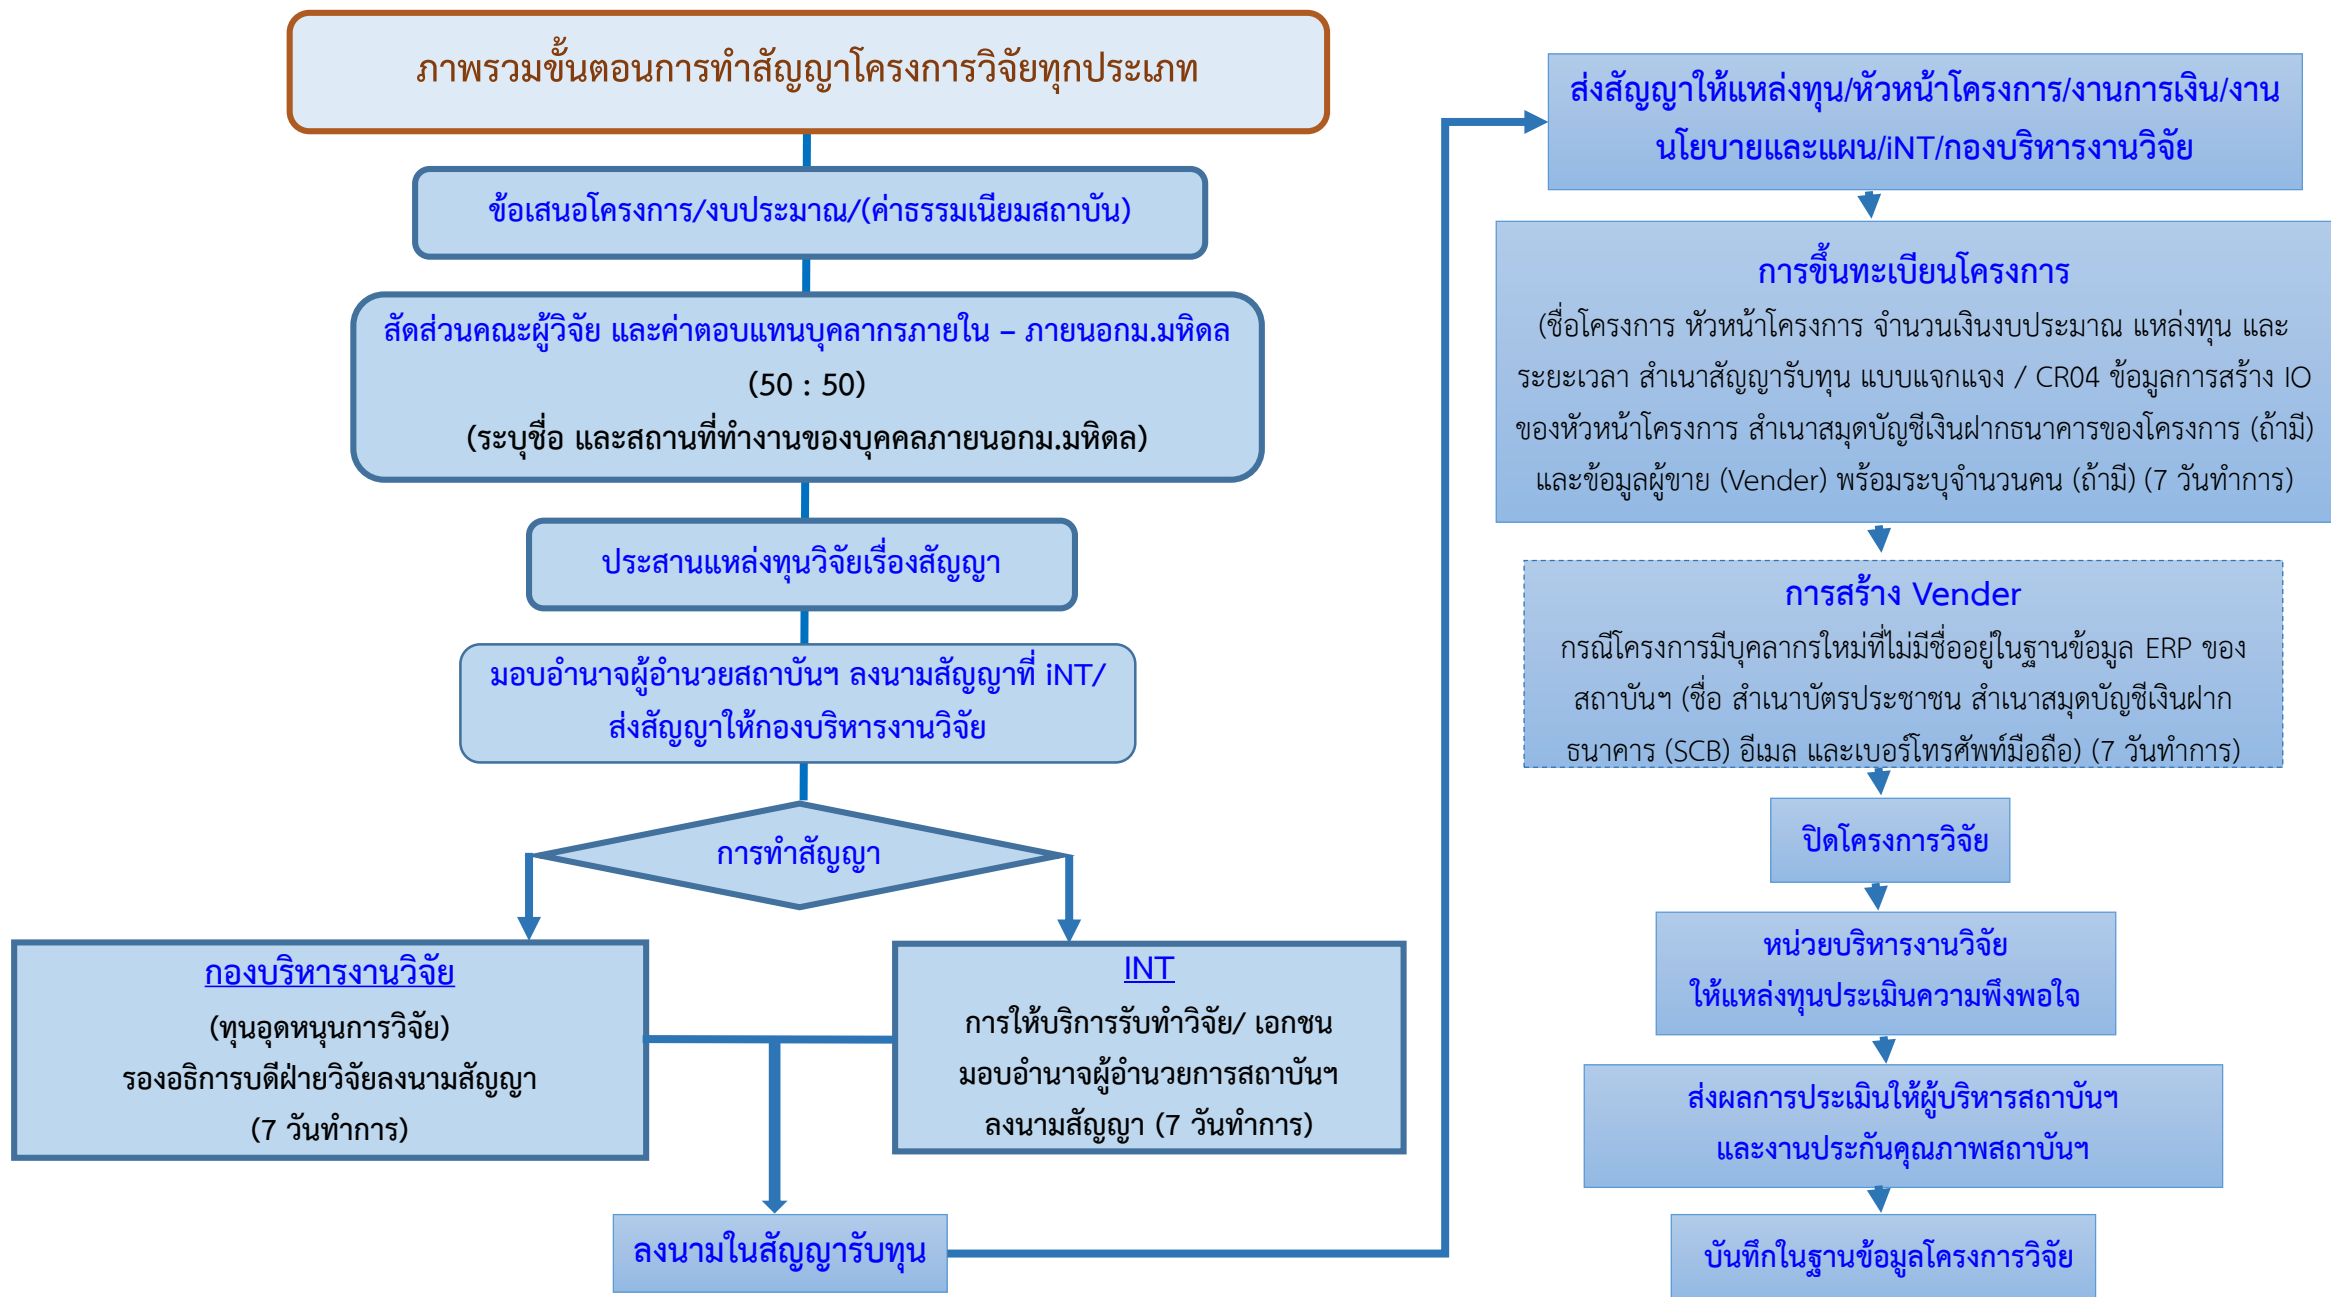 ภาพรวมขั้นตอนการทำสัญญาโครงการวิจัยทุกประเภท
ข้อเสนอโครงการ/งบประมาณ/(ค่าธรรมเนียมสถาบัน)
สัดส่วนคณะผู้วิจัย และค่าตอบแทนบุคลากรภายใน – ภายนอกม.มหิดล
(50 : 50)
(ระบุชื่อ และสถานที่ทำงานของบุคคลภายนอกม.มหิดล)
ประสานแหล่งทุนวิจัยเรื่องสัญญา
มอบอำนาจผู้อำนวยสถาบันฯ ลงนามสัญญาที่ iNT/
ส่งสัญญาให้กองบริหารงานวิจัย
การทำสัญญา
กองบริหารงานวิจัย
(ทุนอุดหนุนการวิจัย)
รองอธิการบดีฝ่ายวิจัยลงนามสัญญา
(7 วันทำการ)
INT
การให้บริการรับทำวิจัย/ เอกชน
มอบอำนาจผู้อำนวยการสถาบันฯ
ลงนามสัญญา (7 วันทำการ)
ลงนามในสัญญารับทุน
ส่งสัญญาให้แหล่งทุน/หัวหน้าโครงการ/งานการเงิน/งาน
นโยบายและแผน/iNT/กองบริหารงานวิจัย
การขึ้นทะเบียนโครงการ
(ชื่อโครงการ หัวหน้าโครงการ จำนวนเงินงบประมาณ แหล่งทุน และ
ระยะเวลา สำเนาสัญญารับทุน แบบแจกแจง / CR04 ข้อมูลการสร้าง IO
ของหัวหน้าโครงการ สำเนาสมุดบัญชีเงินฝากธนาคารของโครงการ (ถ้ามี)
และข้อมูลผู้ขาย (Vender) พร้อมระบุจำนวนคน (ถ้ามี) (7 วันทำการ)
การสร้าง Vender
กรณีโครงการมีบุคลากรใหม่ที่ไม่มีชื่ออยู่ในฐานข้อมูล ERP ของ
สถาบันฯ (ชื่อ สำเนาบัตรประชาชน สำเนาสมุดบัญชีเงินฝาก
ธนาคาร (SCB) อีเมล และเบอร์โทรศัพท์มือถือ) (7 วันทำการ)
ปิดโครงการวิจัย
หน่วยบริหารงานวิจัย
ให้แหล่งทุนประเมินความพึงพอใจ
ส่งผลการประเมินให้ผู้บริหารสถาบันฯ
และงานประกันคุณภาพสถาบันฯ
บันทึกในฐานข้อมูลโครงการวิจัย